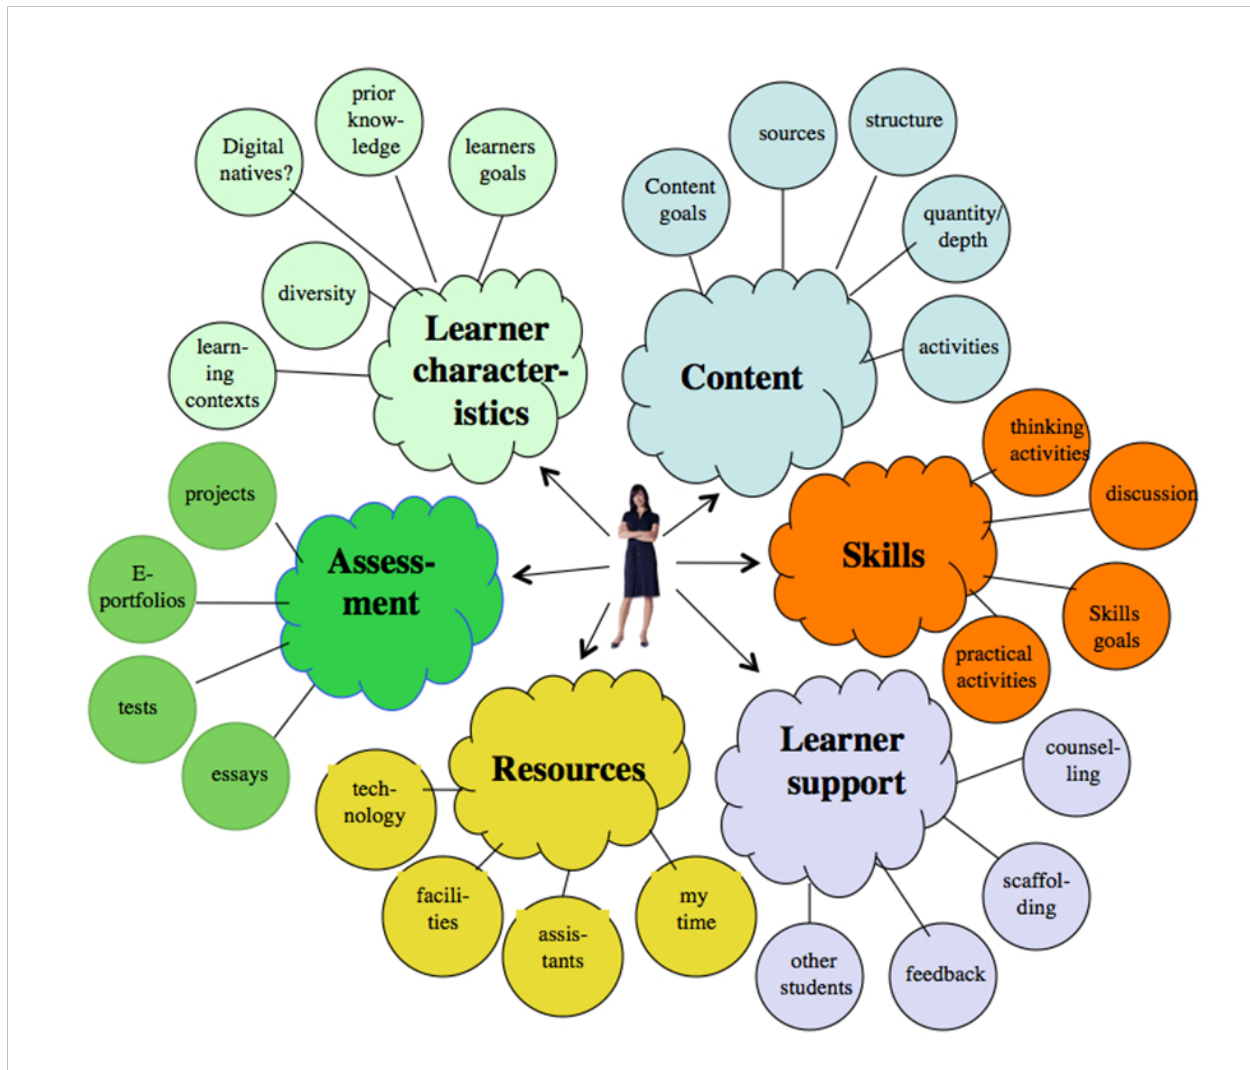 Digital
natives?
prior
know-
ledge
learners
goals
diversity
learn-
ing
contexts
Learner
character-
istics
Content
goals
sources
structure
quantity/
depth
activities
Content
thinking
activities
discussion
Skills
goals
practical
activities
Skills
projects
E-
portfolios
tests
essays
Assess-
ment
Resources
tech-
nology
facili-
ties
assis-
tants
my
time
Learner
support
counsel-
ling
scaffol-
ding
feedback
other
students